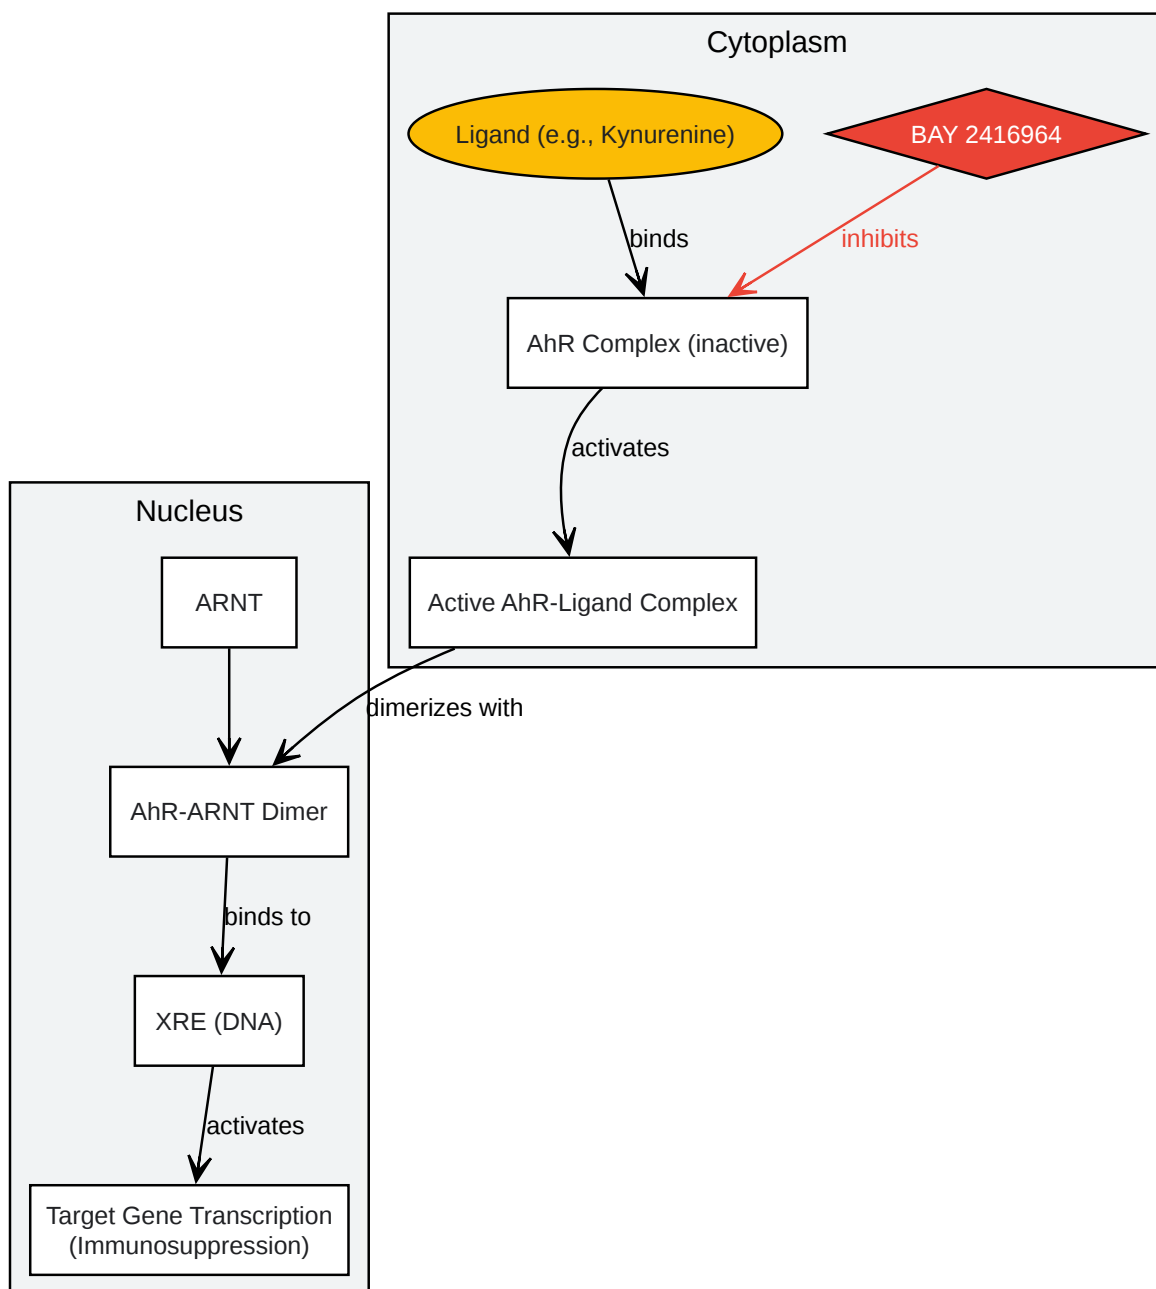 Cytoplasm
Ligand (e.g., Kynurenine)
BAY 2416964
binds
inhibits
AhR Complex (inactive)
activates
Nucleus
ARNT
Active AhR-Ligand Complex
dimerizes with
AhR-ARNT Dimer
binds to
XRE (DNA)
activates
Target Gene Transcription
(Immunosuppression)